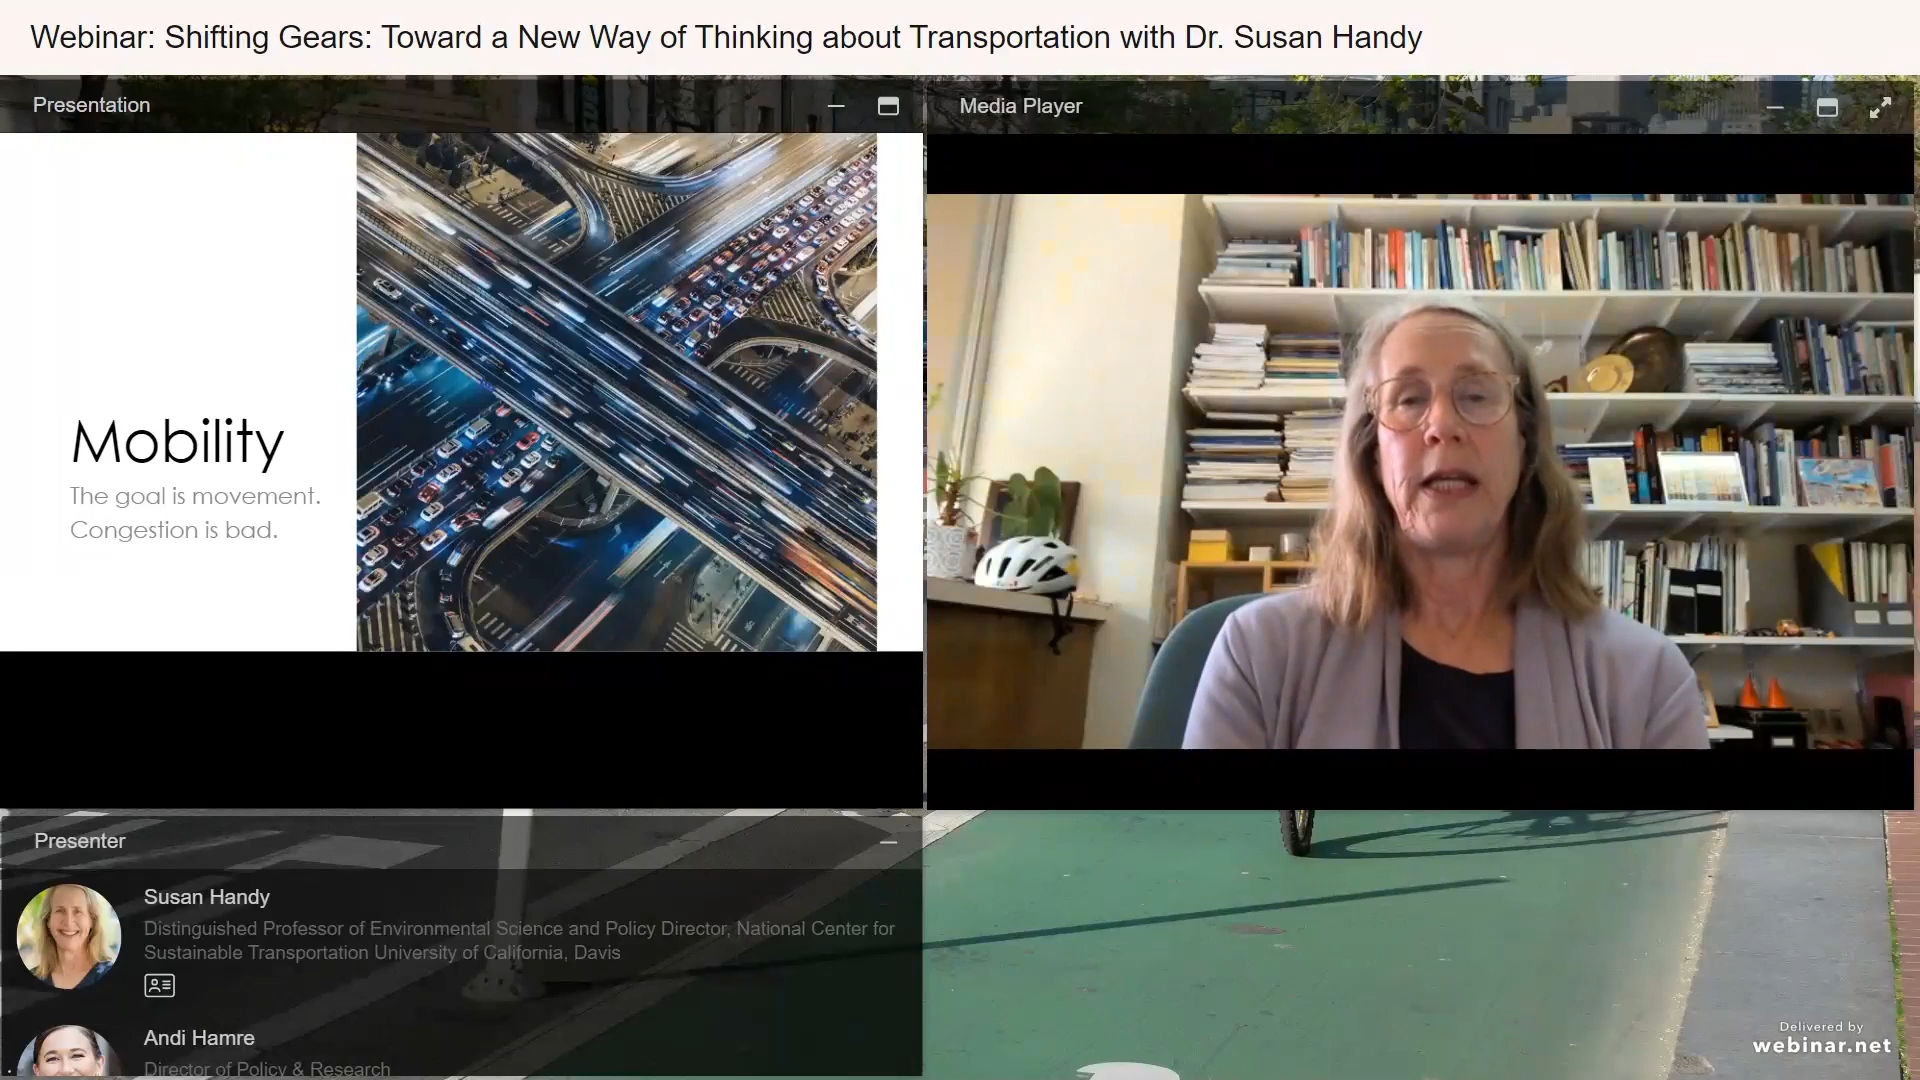 Webinar: Shifting Gears: Toward a New Way of Thinking about Transportation with Dr. Susan Handy
Presentation
Media Player
Mobility
The goal is movement.
Congestion is bad.
Presenter
Susan Handy
Distinguished Professor of Environmental Science and Policy Director, National Center for
Sustainable Transportation University of California, Davis
Andi Hamre
Director of Policy & Research
Delivered by
webinar.net